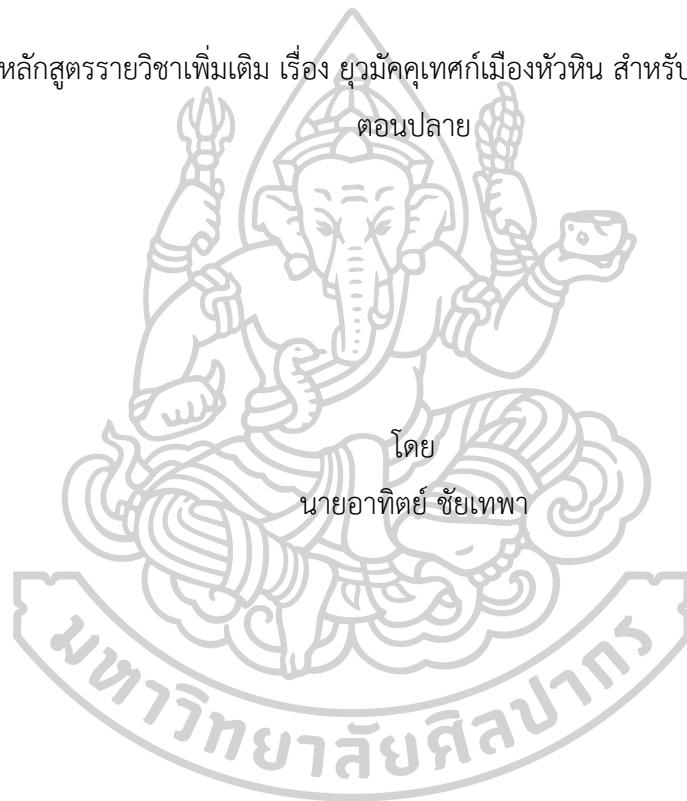 หลักสูตรรายวิชาเพิ่มเติม เรื่อง ยุวมัคคุเทศก์เมืองหัวหิน สำหรับ
ตอนปลาย
โดย
นายอาทิตย์ ชัยเทพา
มหาวิทยาลัยศิลปากร